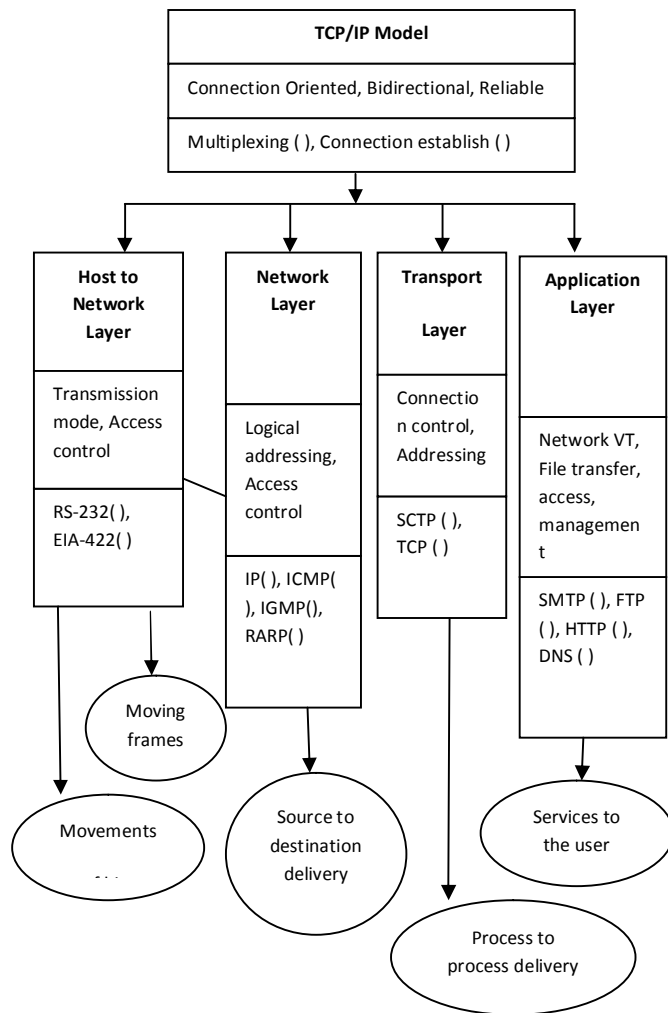 TCP/IP Model
Connection Oriented, Bidirectional, Reliable
Multiplexing ( ), Connection establish ( )
Host to
Network
Layer
Transmission
mode, Access
control
RS-232( ),
EIA-422( )
Network
Layer
Logical
addressing,
Access
control
IP( ), ICMP(
), IGMP(),
RARP( )
Transport
Layer
Connectio
n control,
Addressing
SCTP ( ),
TCP ( )
Application
Layer
Network VT,
File transfer,
access,
managemen
t
SMTP ( ), FTP
( ), HTTP ( ),
DNS ( )
Moving
frames
Movements
Source to
destination
delivery
Services to
the user
Process to
process delivery